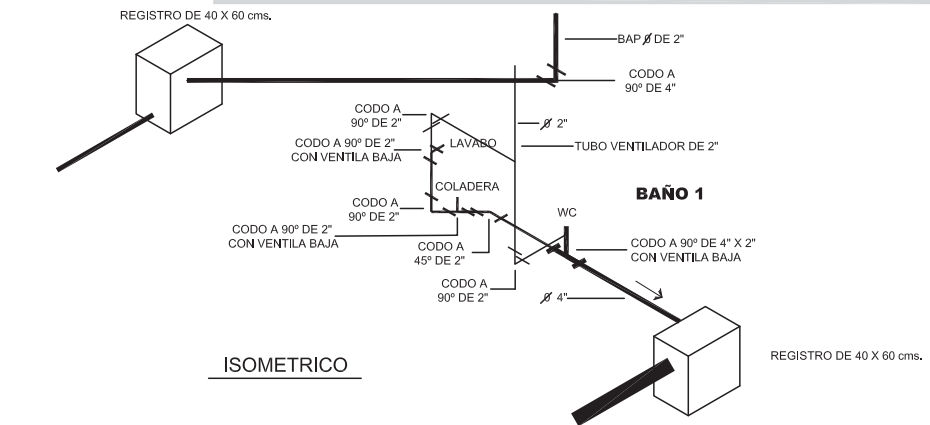 REGISTRO DE 40 X 60 cms.
BAP Ø DE 2"
CODO A
90º DE 4"
CODO A
90º DE 2"
Ø 2"
CODO A 90º DE 2"
CON VENTILA BAJA
LAVABO
TUBO VENTILADOR DE 2"
COLADERA
BAÑO 1
CODO A
90º DE 2"
WC
CODO A 90º DE 2"
CON VENTILA BAJA
CODO A
45º DE 2"
CODO A 90º DE 4" X 2"
CON VENTILA BAJA
CODO A
90º DE 2"
Ø 4"
ISOMETRICO
REGISTRO DE 40 X 60 cms.